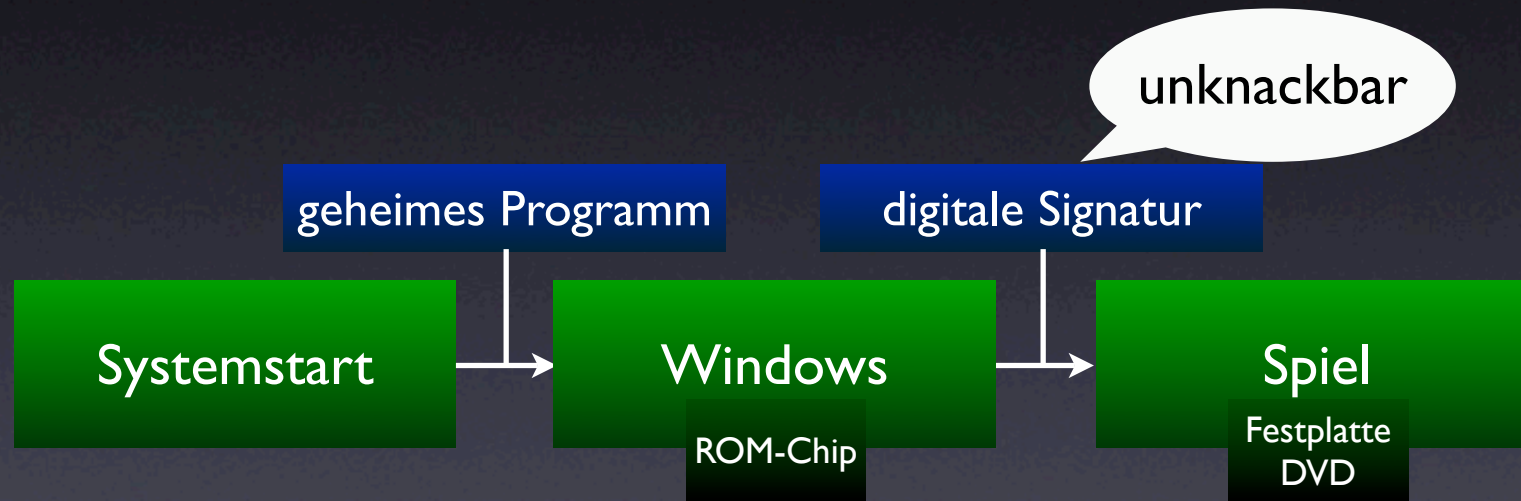 unknackbar
geheimes Programm
digitale Signatur
Systemstart
Windows
Spiel
ROM-Chip
Festplatte
DVD